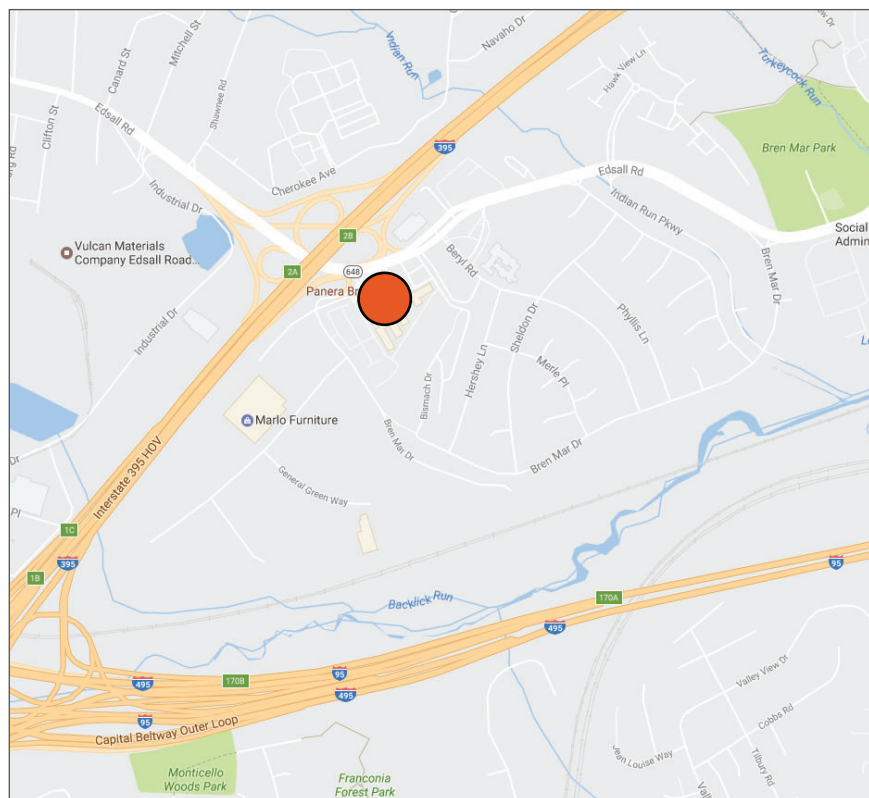 Navaho Dr
Mitchell St
Canard St
Indian Run
Turkeycock Run
Hawk View Ln
Shawnee Rd
Edsall Rd
Clifton St
395
Bren Mar Park
Cherokee Ave
Edsall Rd
Industrial Dr
Indian Run Pkwy
Social
Admin
2B
Vulcan Materials
Company Edsall Road...
Beryl Rd
Bren Mar Dr
2A
648
Panera Br
Industrial Dr
Sheldon Dr
Phyllis Ln
Hershey Ln
Merle Pl
Bismach Dr
Marlo Furniture
Bren Mar Dr
Bren Mar Dr
Dr
Interstate 395 HOV
General Green Way
Pl
1C
395
1B
95
Backlick Run
170A
495
Valley View Dr
95
170B
495
495
95
Cobbs Rd
Capital Beltway Outer Loop
Jean Louise Way
Tilbury Rd
Monticello
Woods Park
Franconia
Forest Park